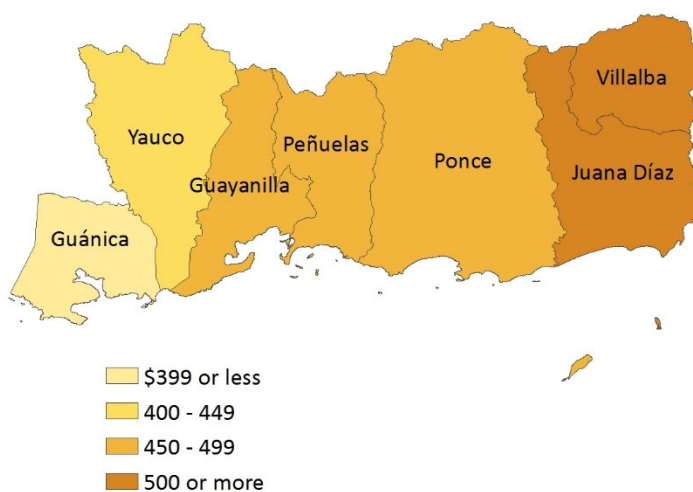 Villalba
Yauco
Peñuelas
Ponce
Juana Díaz
Guayanilla
Guánica
$399 or less
400 - 449
450 - 499
500 or more